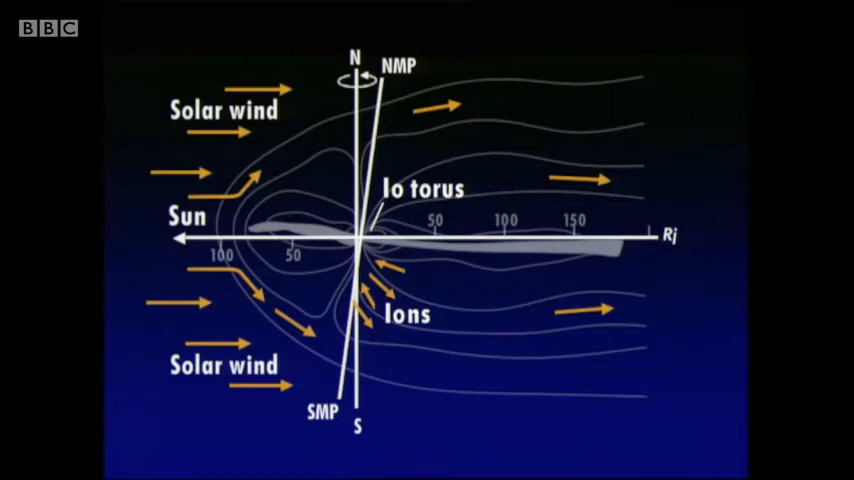 BBC
N
NMP
Solar wind
Io torus
Sun
50
100
150
Rj
100
50
Ions
Solar wind
SMP
S